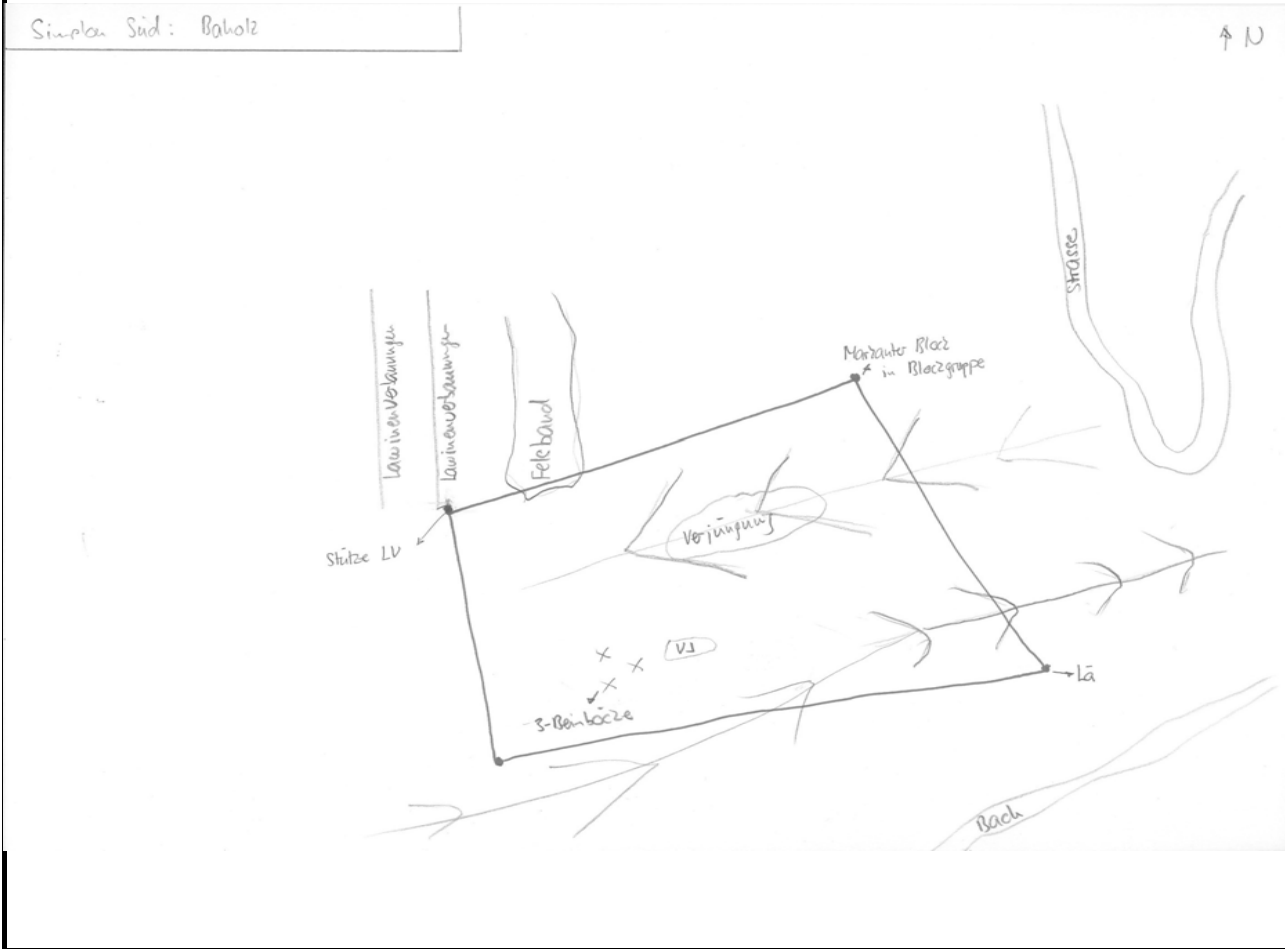 Simplon Süd: Baholz
N
Strasse
Markanter Block
in Blockgruppe
Lawinenverbauungen
Lawinenverbauungen
Felsband
Verjüngung
Stütze LV
VJ
3-Beinböcke
Lä
Bach